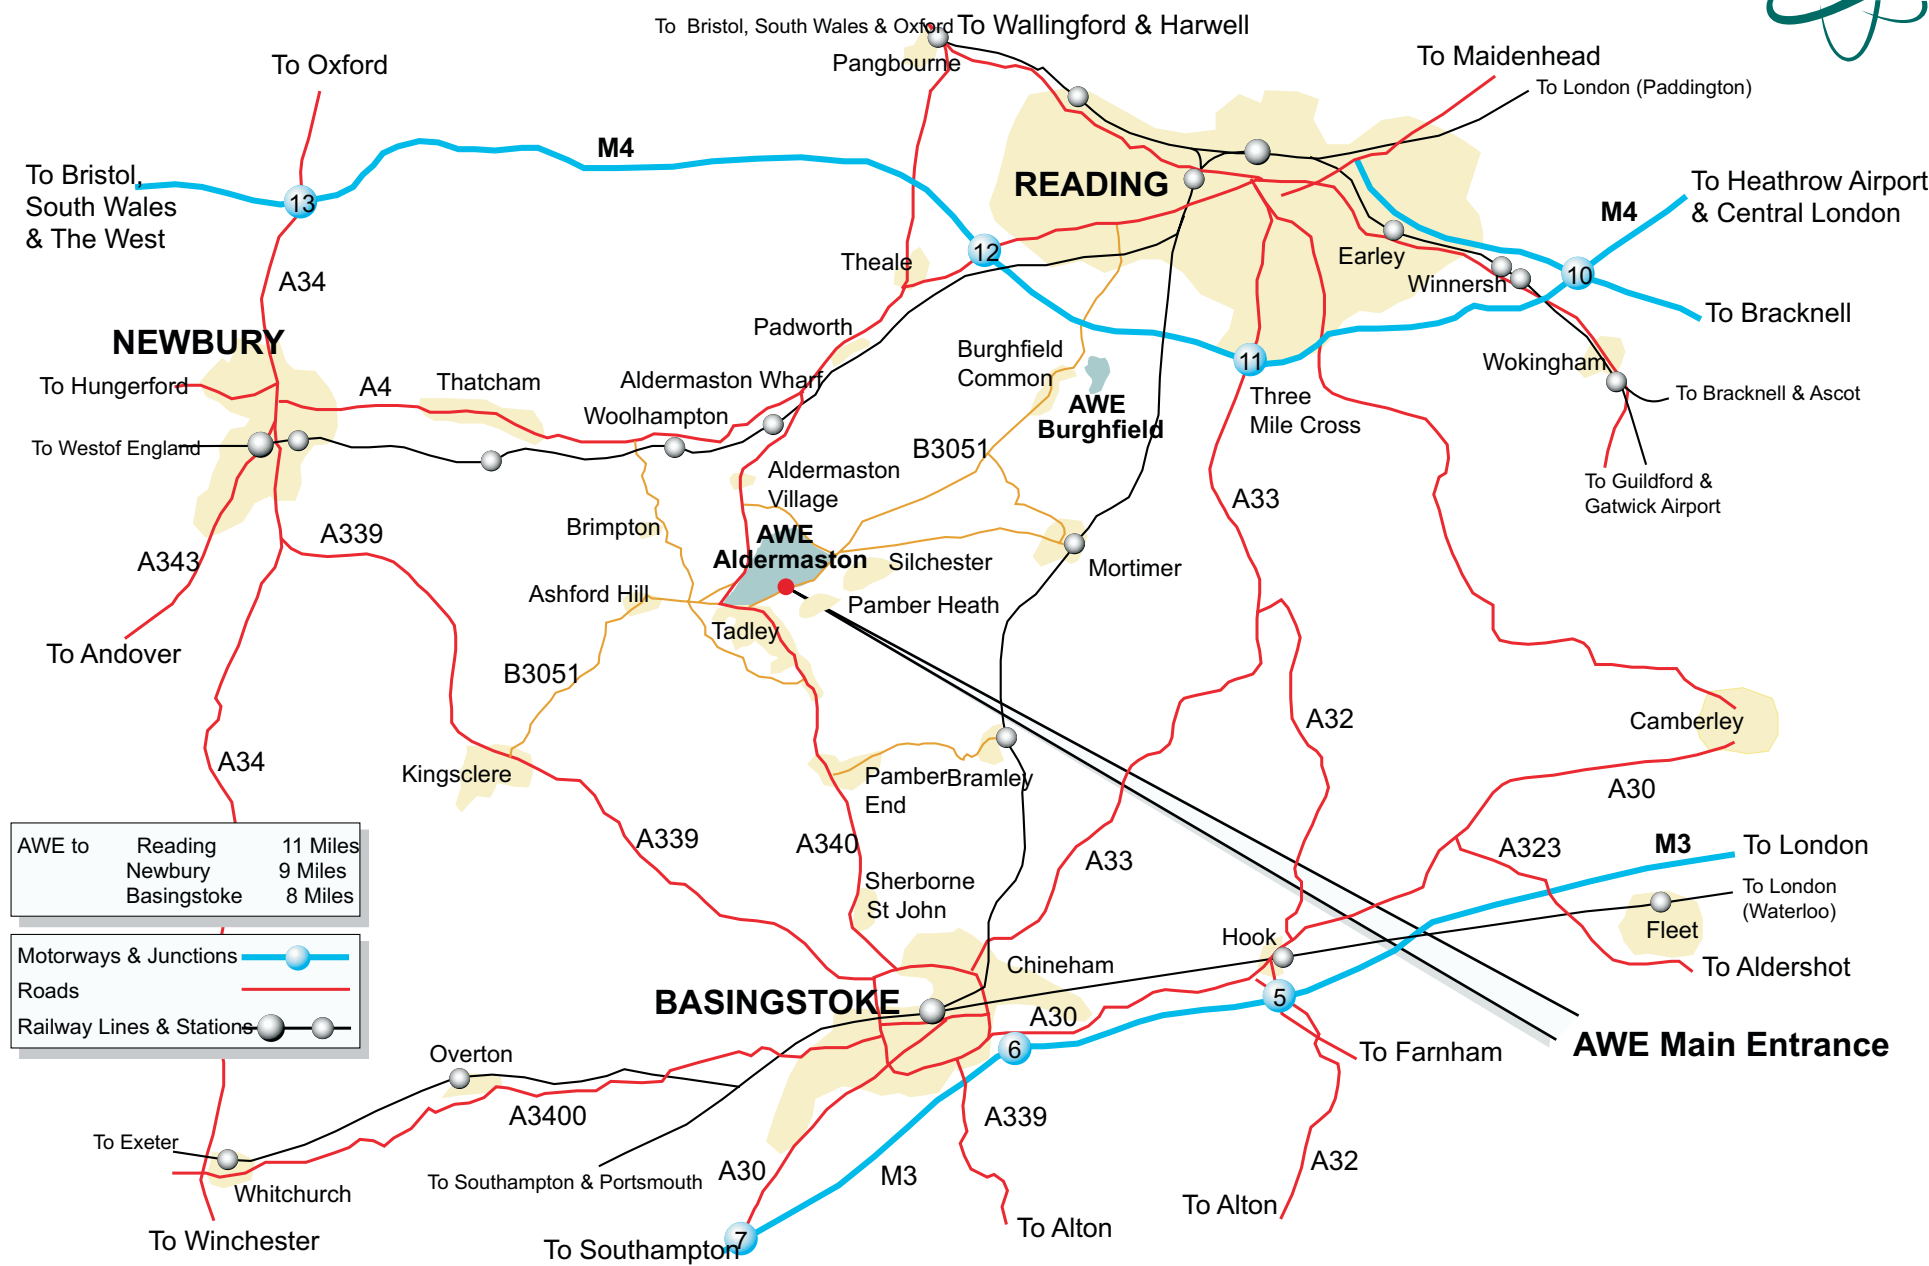 To Bristol, South Wales & Oxford
To Wallingford & Harwell
Pangbourne
To Maidenhead
To London (Paddington)
To Oxford
M4
To Bristol,
South Wales
& The West
13
READING
To Heathrow Airport
& Central London
M4
12
Theale
Earley
Winnersh
10
A34
To Bracknell
NEWBURY
Padworth
Burghfield
Common
11
Wokingham
To Hungerford
A4
Thatcham
Aldermaston Wharf
Woolhampton
AWE
Burghfield
Three
Mile Cross
To Bracknell & Ascot
To Westof England
B3051
Aldermaston
Village
A33
To Guildford &
Gatwick Airport
Brimpton
AWE
Aldermaston
A339
A343
Silchester
Mortimer
Ashford Hill
Pamber Heath
Tadley
To Andover
B3051
A32
Camberley
A34
Kingsclere
Pamber
End
Bramley
A30
AWE to
Reading 11 Miles
Newbury 9 Miles
Basingstoke 8 Miles
A339
A340
A33
A323
M3
To London
To London
(Waterloo)
Sherborne
St John
Fleet
Hook
Motorways & Junctions
Roads
Railway Lines & Stations
Chineham
To Aldershot
BASINGSTOKE
5
A30
6
To Farnham
AWE Main Entrance
Overton
A3400
A339
To Exeter
A30
M3
A32
To Southampton & Portsmouth
Whitchurch
To Alton
To Alton
To Winchester
To Southampton
7